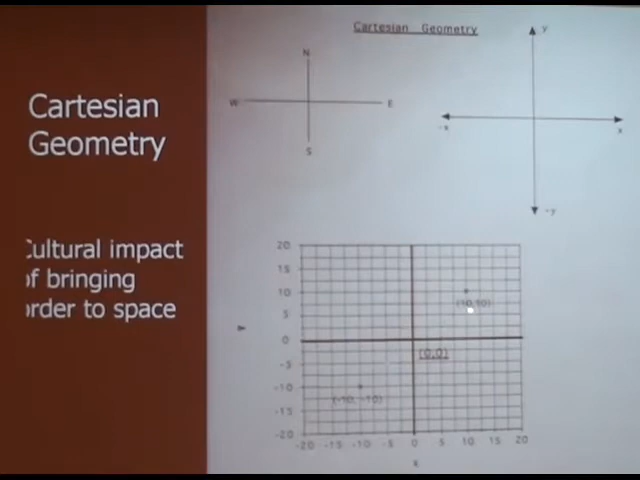 Cartesian
Geometry
Cultural impact
of bringing
order to space
Cartesian Geometry
N
W
E
S
y
-x
x
-y
20
15
10
5
0
-5
-10
-15
-20
(10,10)
(0,0)
(-10, -10)
-20 -15 -10 -5 0 5 10 15 20
x